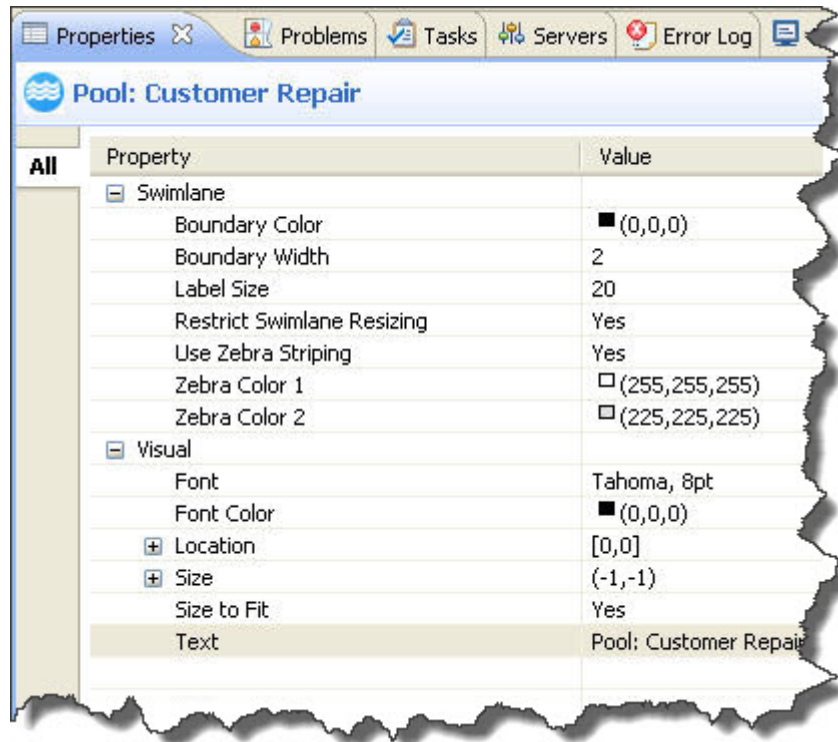 Properties Problems Tasks Servers Error Log
Pool: Customer Repair
All
Property Value
Swimlane
Boundary Color (0,0,0)
Boundary Width 2
Label Size 20
Restrict Swimlane Resizing Yes
Use Zebra Striping Yes
Zebra Color 1 (255,255,255)
Zebra Color 2 (225,225,225)
Visual
Font Tahoma, 8pt
Font Color (0,0,0)
Location [0,0]
Size (-1,-1)
Size to Fit Yes
Text Pool: Customer Repair